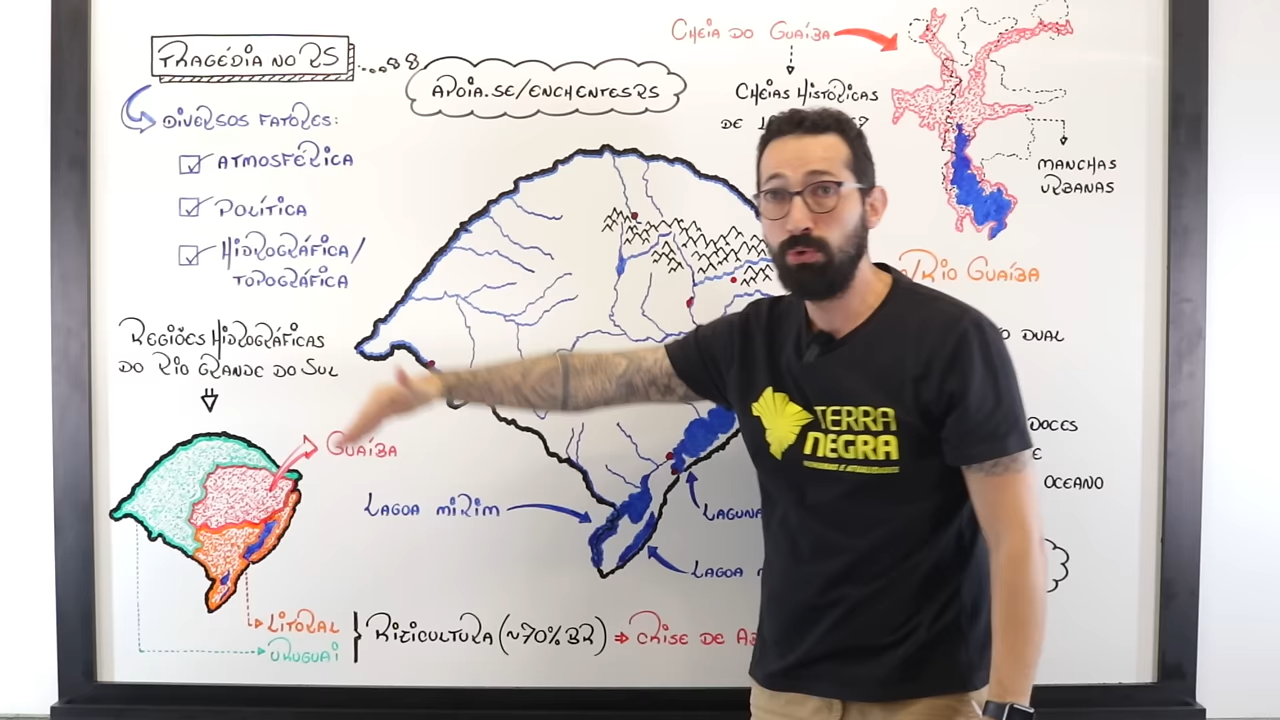 TRAGÉDIA NO RS
APOIA.SE/ENCHENTESRS
DIVERSOS FATORES:
ATMOSFÉRICA
POLÍTICA
HIDROGRÁFICA/
TOPOGRÁFICA
REGIÕES HIDROGRÁFICAS
DO RIO GRANDE DO SUL
GUAÍBA
LITORAL
URUGUAI
RIZICULTURA (~70% BR) ⇒ CRISE DE
LAGOA MIRIM
LAGUNA
LAGOA
CHEIA DO GUAÍBA
CHEIAS HISTÓRICAS
DE
MANCHAS
URBANAS
RIO GUAÍBA
DUAL
DOCES
E
OCEANO
TERRA
NEGRA